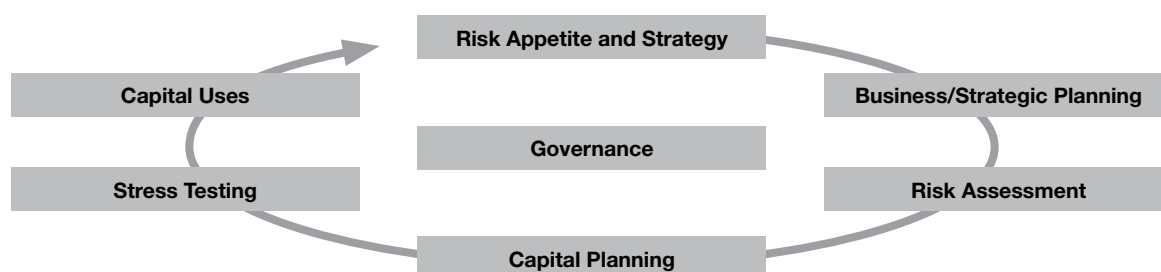 Risk Appetite and Strategy
Capital Uses
Business/Strategic Planning
Governance
Stress Testing
Risk Assessment
Capital Planning